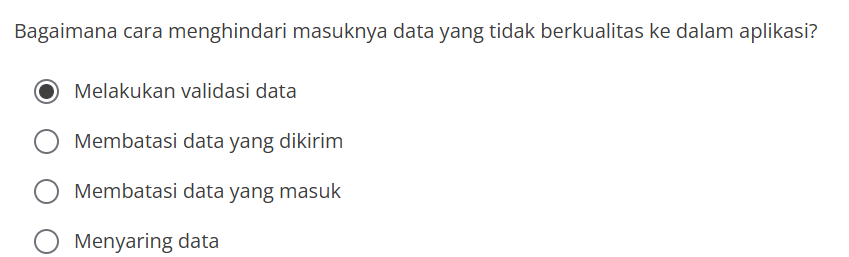 Bagaimana cara menghindari masuknya data yang tidak berkualitas ke dalam aplikasi?
Melakukan validasi data
Membatasi data yang dikirim
Membatasi data yang masuk
Menyaring data